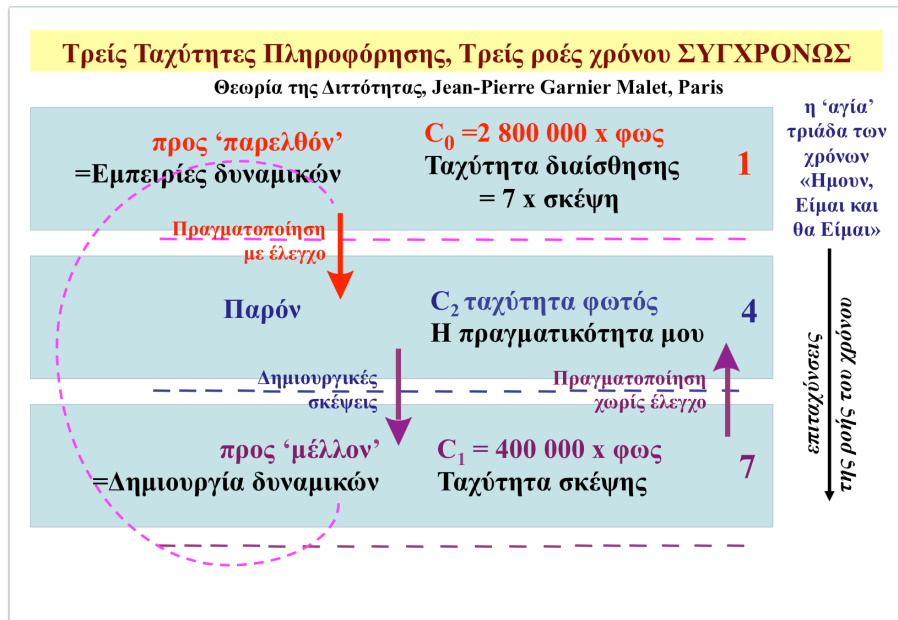 Τρείς Ταχύτητες Πληροφόρησης, Τρείς ροές χρόνου ΣΥΓΧΡΟΝΩΣ
Θεωρία της Διττότητας, Jean-Pierre Garnier Malet, Paris
προς ‘παρελθόν’
=Εμπειρίες δυναμικών
C₀ =2 800 000 x φως
Ταχύτητα διαίσθησης
= 7 x σκέψη
1
η ‘αγία’
τριάδα των
χρόνων
«Ημουν,
Είμαι και
θα Είμαι»
Πραγματοποίηση
με έλεγχο
Παρόν
C₂ ταχύτητα φωτός
Η πραγματικότητα μου
4
επιταχύνσεις
της ροής του χρόνου
Δημιουργικές
σκέψεις
Πραγματοποίηση
χωρίς έλεγχο
προς ‘μέλλον’
=Δημιουργία δυναμικών
C₁ = 400 000 x φως
Ταχύτητα σκέψης
7